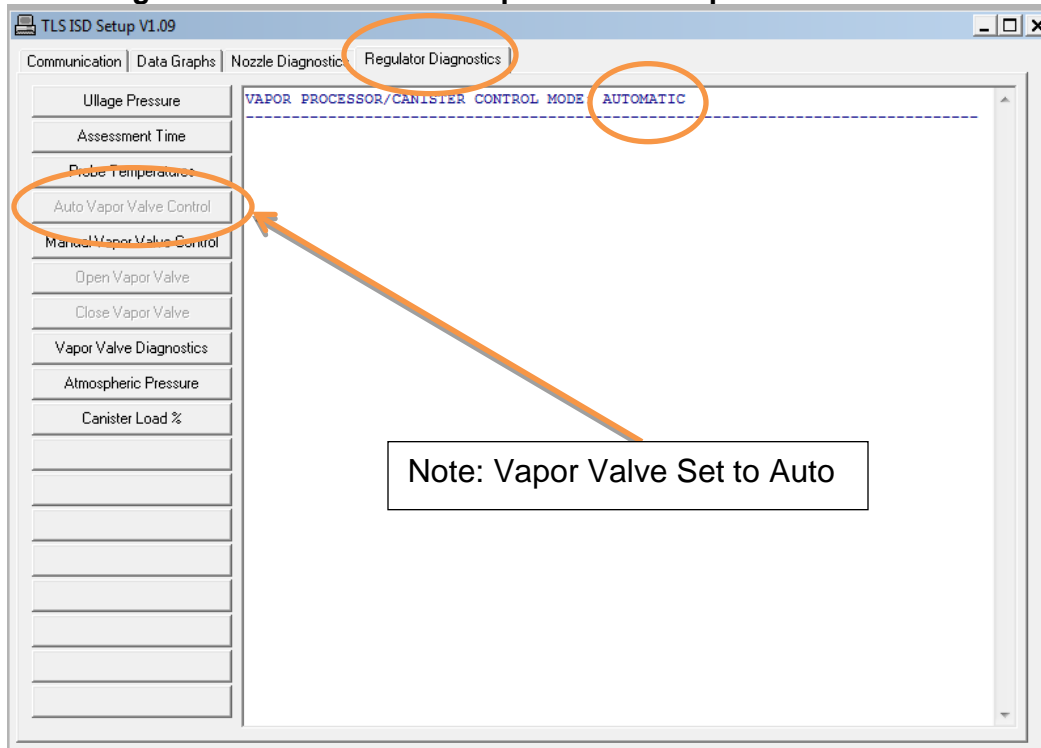 TLS ISD Setup V1.09
Communication Data Graphs Nozzle Diagnostics Regulator Diagnostics
Ullage Pressure
Assessment Time
Probe Temperatures
Auto Vapor Valve Control
Manual Vapor Valve Control
Open Vapor Valve
Close Vapor Valve
Vapor Valve Diagnostics
Atmospheric Pressure
Canister Load %
VAPOR PROCESSOR/CANISTER CONTROL MODE: AUTOMATIC
Note: Vapor Valve Set to Auto